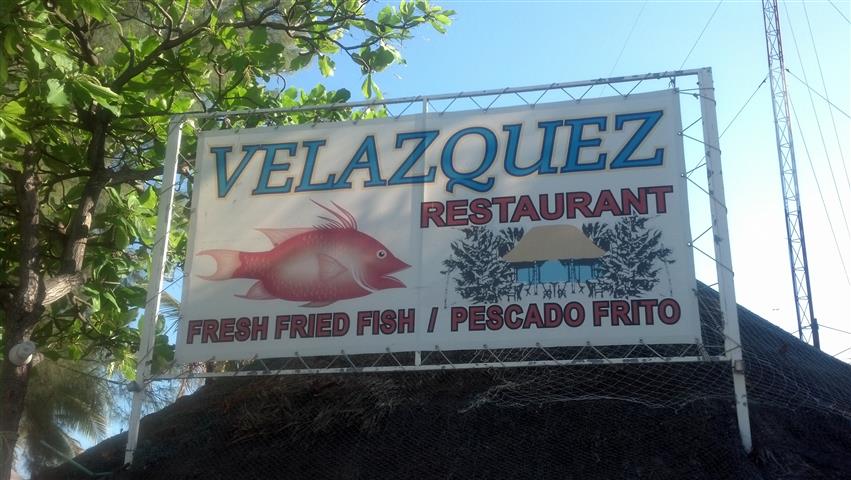 VELAZQUEZ
RESTAURANT
FRESH FRIED FISH / PESCADO FRITO